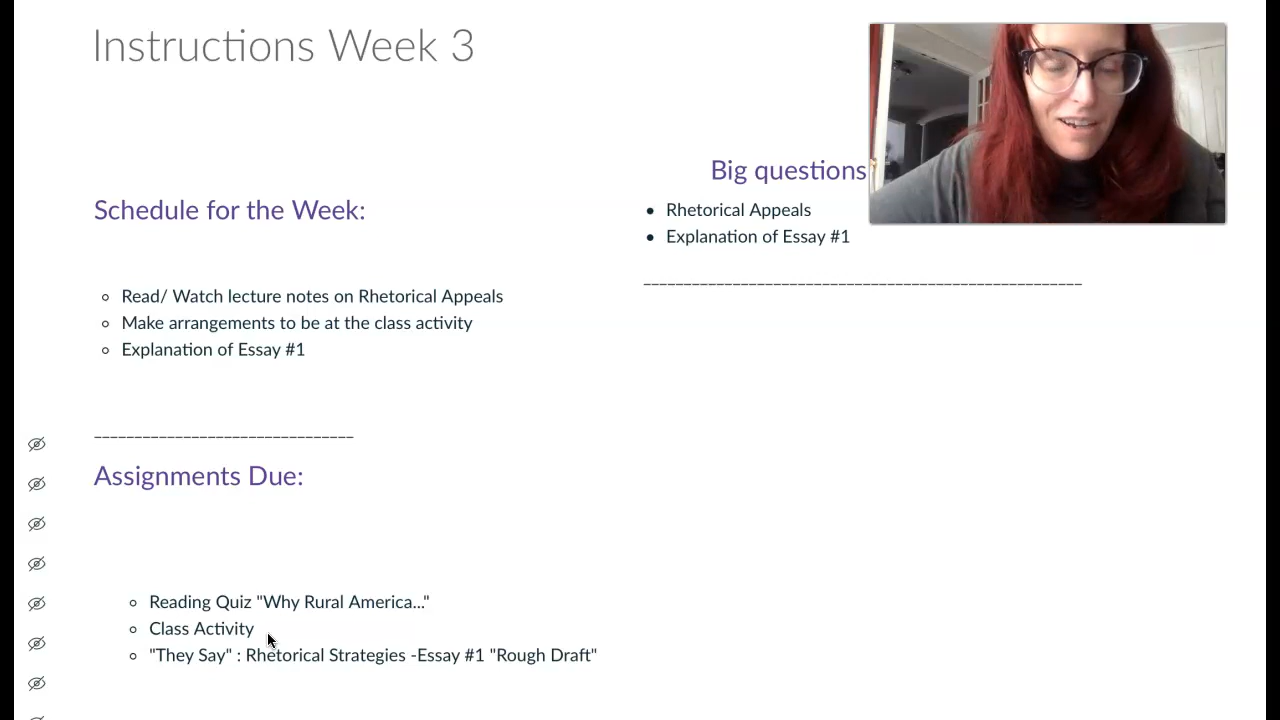 Instructions Week 3
Schedule for the Week:
Read/ Watch lecture notes on Rhetorical Appeals
Make arrangements to be at the class activity
Explanation of Essay #1
________________________________
Assignments Due:
Reading Quiz "Why Rural America..."
Class Activity
"They Say" : Rhetorical Strategies -Essay #1 "Rough Draft"
Big questions
Rhetorical Appeals
Explanation of Essay #1
______________________________________________________